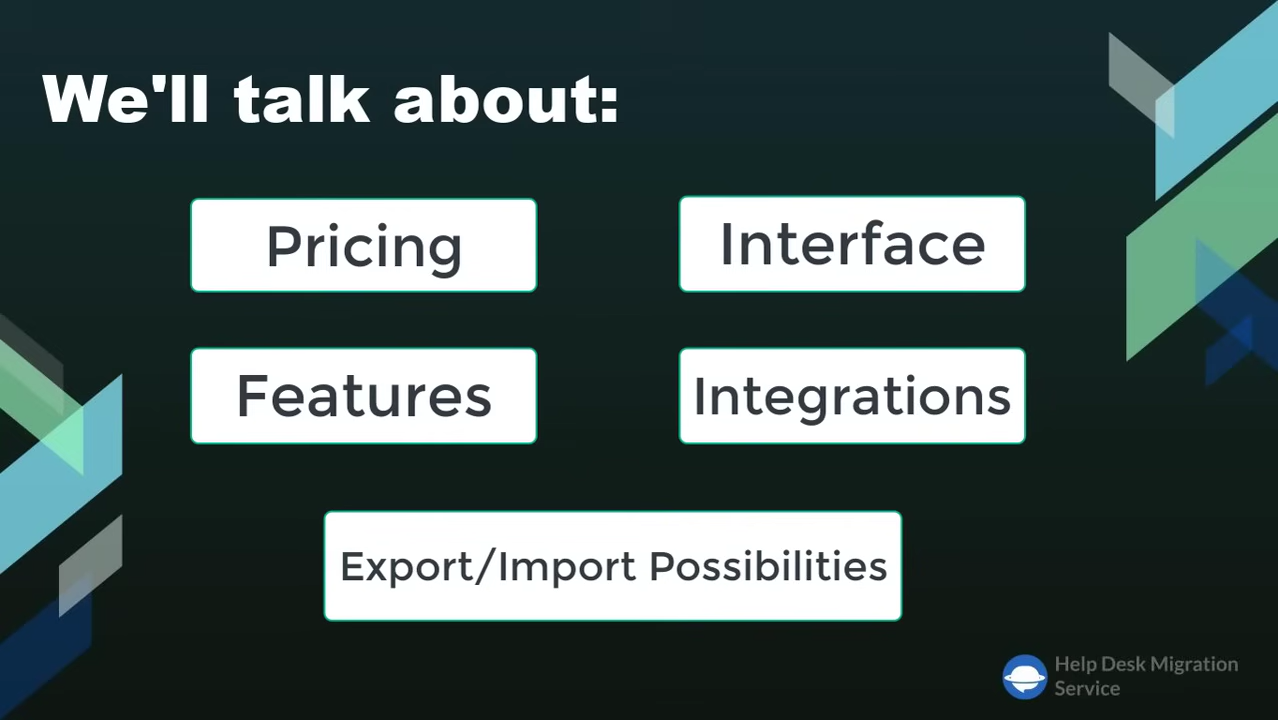 We'll talk about:
Pricing
Interface
Features
Integrations
Export/Import Possibilities
Help Desk Migration
Service